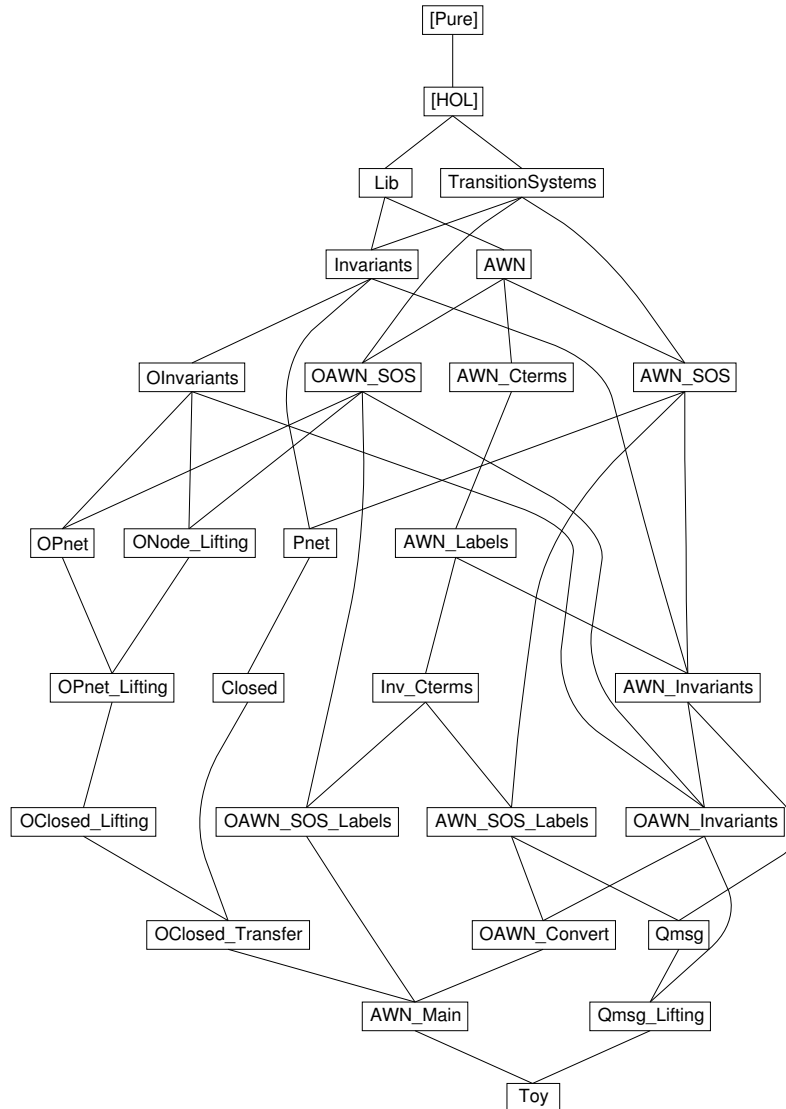 [Pure]
[HOL]
Lib
TransitionSystems
Invariants
AWN
OInvariants
OAWN_SOS
AWN_Cterms
AWN_SOS
OPnet
ONode_Lifting
Pnet
AWN_Labels
OPnet_Lifting
Closed
Inv_Cterms
AWN_Invariants
OClosed_Lifting
OAWN_SOS_Labels
AWN_SOS_Labels
OAWN_Invariants
OClosed_Transfer
OAWN_Convert
Qmsg
AWN_Main
Qmsg_Lifting
Toy